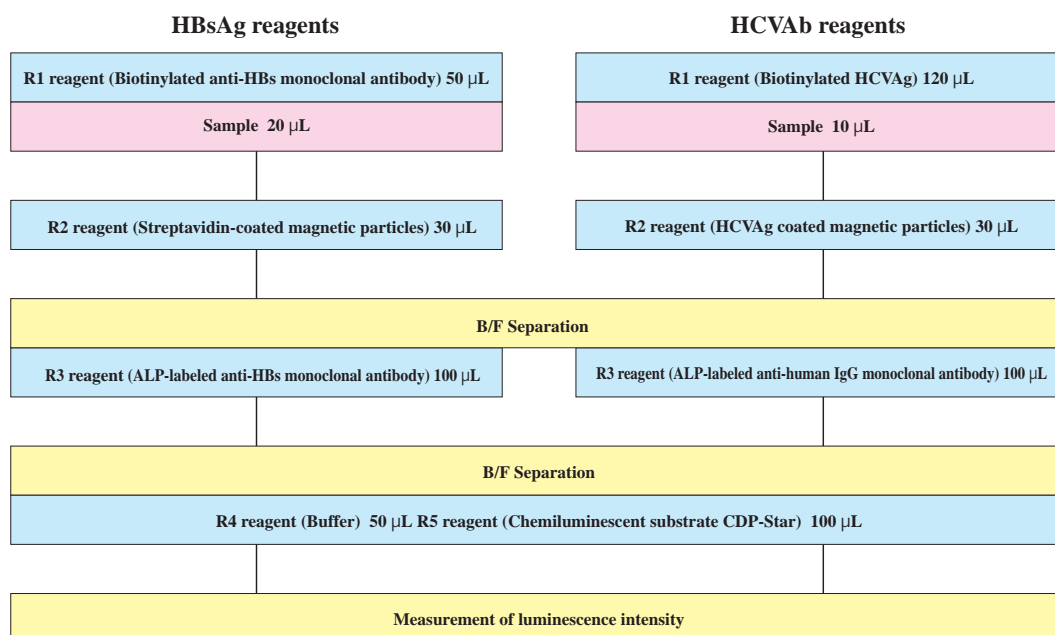 HBsAg reagents
HCVAb reagents
R1 reagent (Biotinylated anti-HBs monoclonal antibody) 50 μL
R1 reagent (Biotinylated HCVAg) 120 μL
Sample 20 μL
Sample 10 μL
R2 reagent (Streptavidin-coated magnetic particles) 30 μL
R2 reagent (HCVAg coated magnetic particles) 30 μL
B/F Separation
R3 reagent (ALP-labeled anti-HBs monoclonal antibody) 100 μL
R3 reagent (ALP-labeled anti-human IgG monoclonal antibody) 100 μL
B/F Separation
R4 reagent (Buffer) 50 μL R5 reagent (Chemiluminescent substrate CDP-Star) 100 μL
Measurement of luminescence intensity